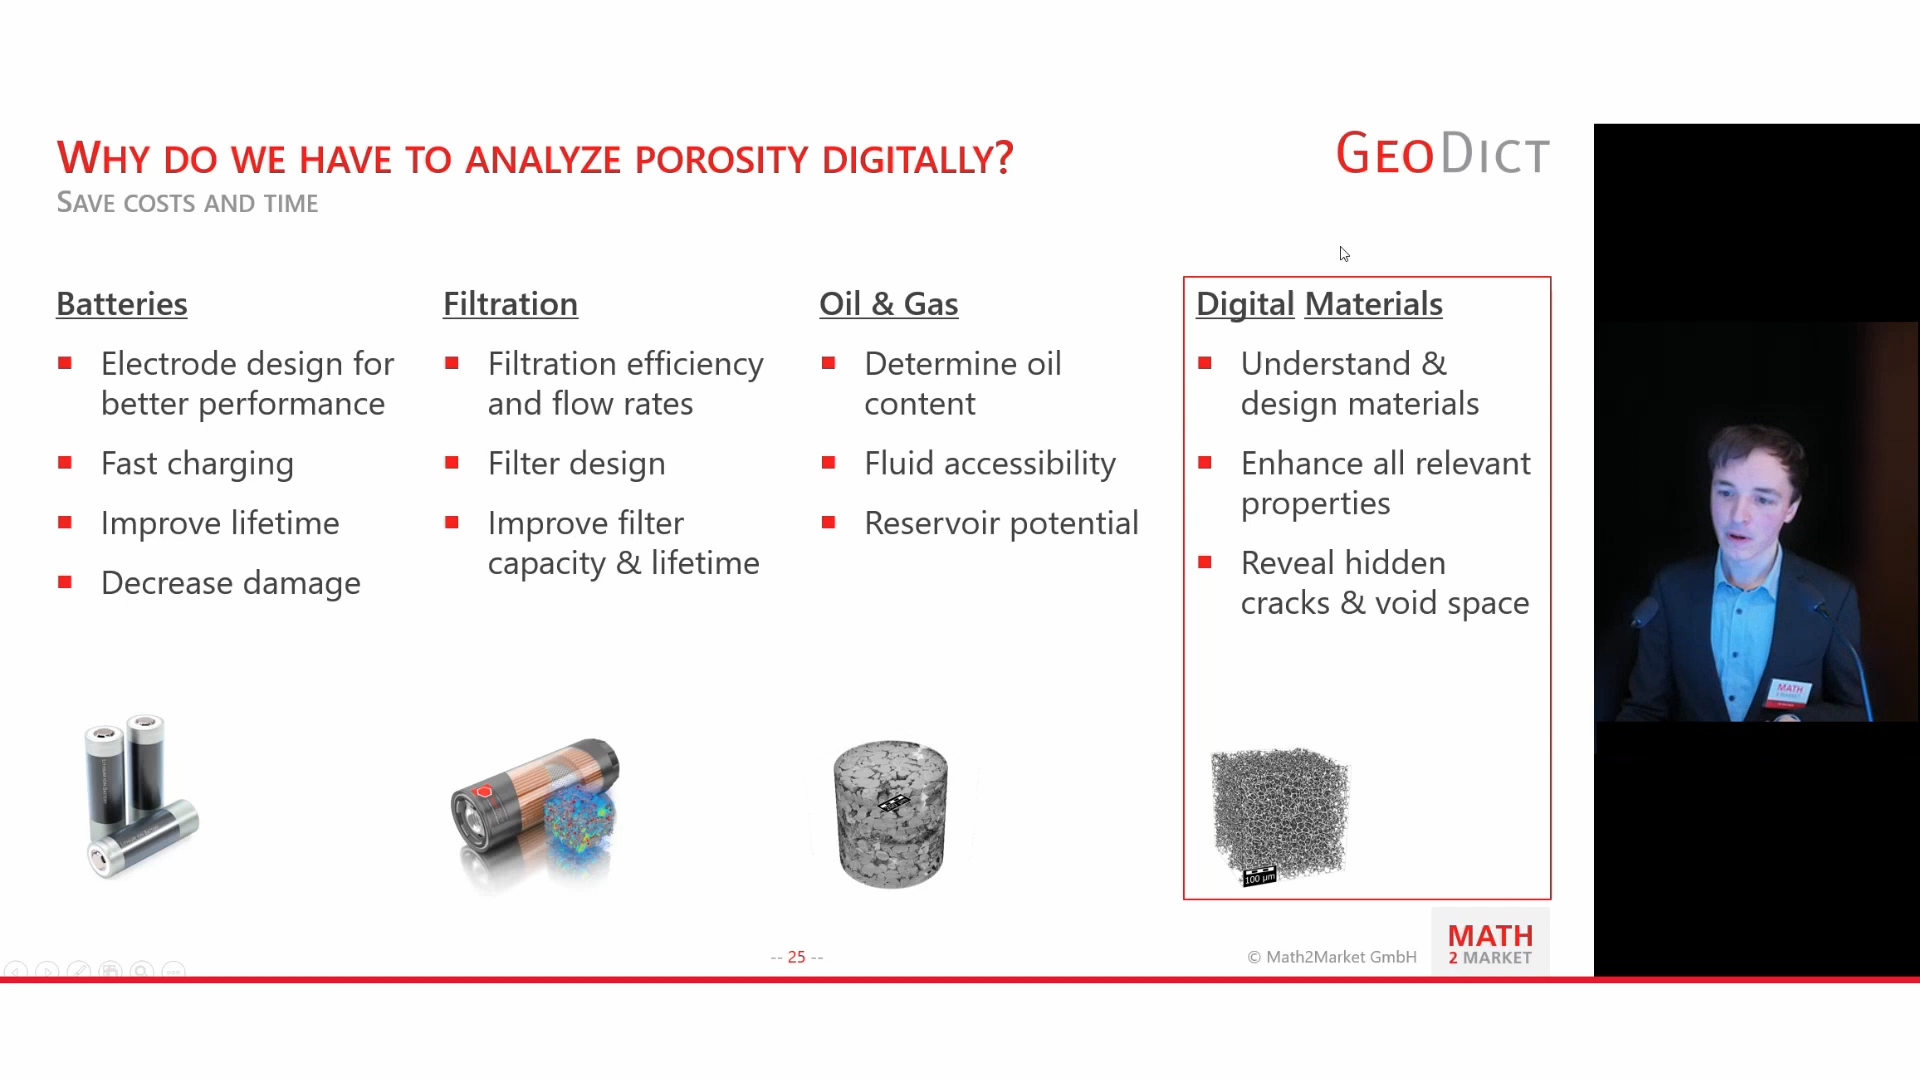 WHY DO WE HAVE TO ANALYZE POROSITY DIGITALLY?
SAVE COSTS AND TIME
GEODICT
Batteries
Electrode design for
better performance
Fast charging
Improve lifetime
Decrease damage
Filtration
Filtration efficiency
and flow rates
Filter design
Improve filter
capacity & lifetime
Oil & Gas
Determine oil
content
Fluid accessibility
Reservoir potential
Digital Materials
Understand &
design materials
Enhance all relevant
properties
Reveal hidden
cracks & void space
100 µm
-- 25 --
© Math2Market GmbH
MATH
2 MARKET
MATH